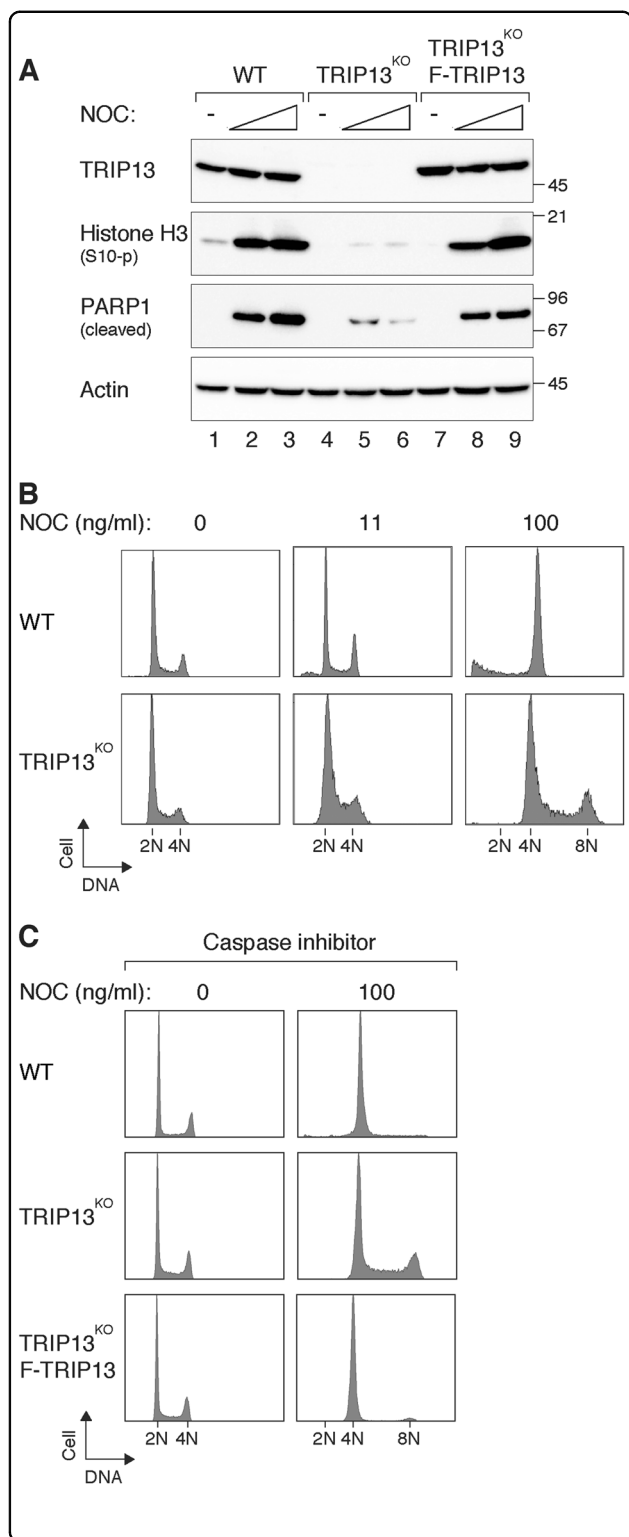 A
WT TRIP13KO TRIP13KO F-TRIP13
NOC: - - -
TRIP13
45
21
Histone H3
(S10-p)
96
PARP1
(cleaved)
67
Actin
45
1 2 3 4 5 6 7 8 9
B
NOC (ng/ml): 0 11 100
WT
TRIP13KO
2N 4N 2N 4N 2N 4N 8N
Cell
DNA
C
Caspase inhibitor
NOC (ng/ml): 0 100
WT
TRIP13KO
TRIP13KO
F-TRIP13
2N 4N 2N 4N 8N
Cell
DNA